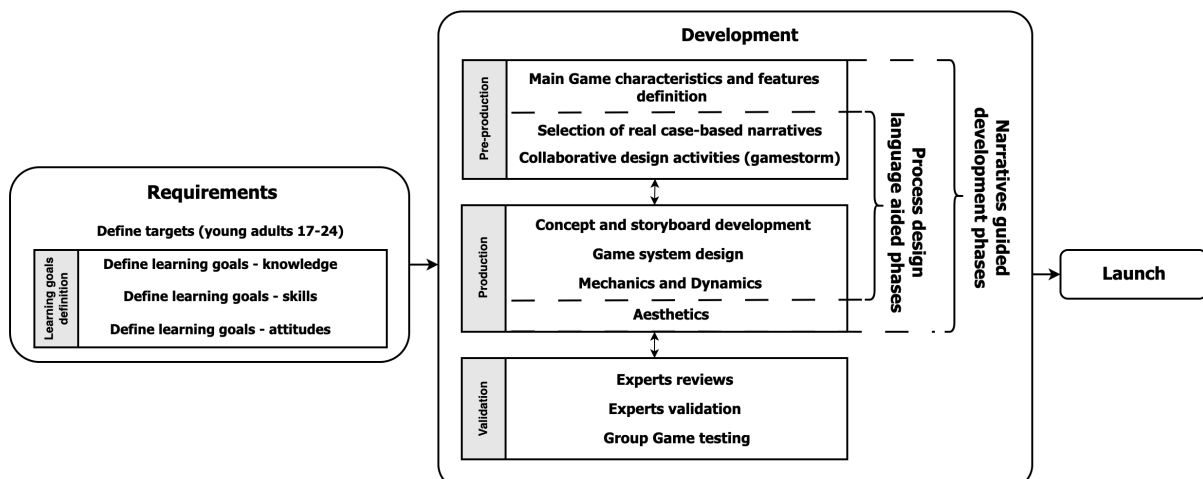 Requirements
Define targets (young adults 17-24)
Learning goals
definition
Define learning goals - knowledge
Define learning goals - skills
Define learning goals - attitudes
Development
Pre-production
Main Game characteristics and features
definition
Selection of real case-based narratives
Collaborative design activities (gamestorm)
Production
Concept and storyboard development
Game system design
Mechanics and Dynamics
Aesthetics
Validation
Experts reviews
Experts validation
Group Game testing
Process design
language aided phases
Narratives guided
development phases
Launch